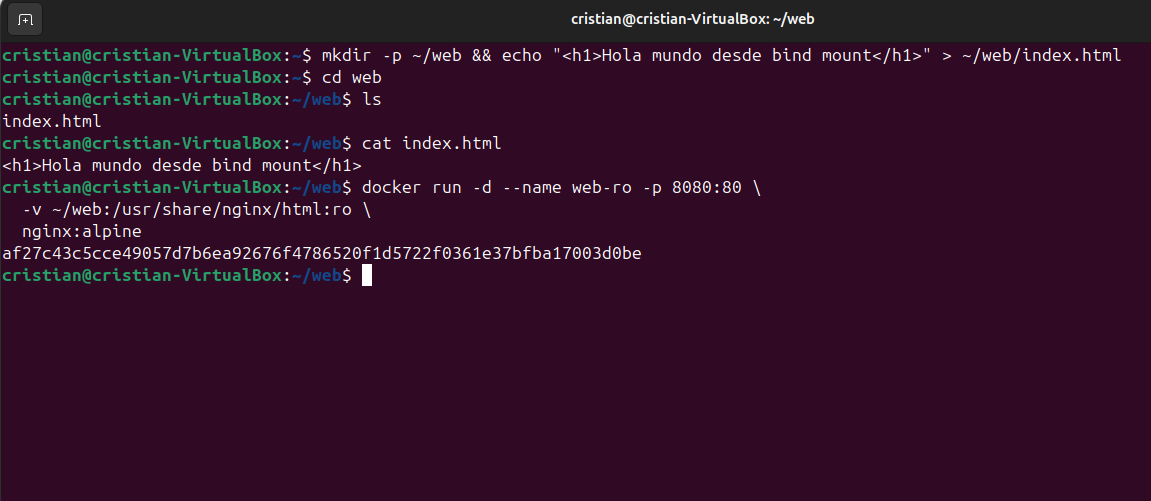 cristian@cristian-VirtualBox: ~/web
cristian@cristian-VirtualBox:~$ mkdir -p ~/web && echo "<h1>Hola mundo desde bind mount</h1>" > ~/web/index.html
cristian@cristian-VirtualBox:~$ cd web
cristian@cristian-VirtualBox:~/web$ ls
index.html
cristian@cristian-VirtualBox:~/web$ cat index.html
<h1>Hola mundo desde bind mount</h1>
cristian@cristian-VirtualBox:~/web$ docker run -d --name web-ro -p 8080:80 \
  -v ~/web:/usr/share/nginx/html:ro \
  nginx:alpine
af27c43c5cce49057d7b6ea92676f4786520f1d5722f0361e37bfba17003d0be
cristian@cristian-VirtualBox:~/web$